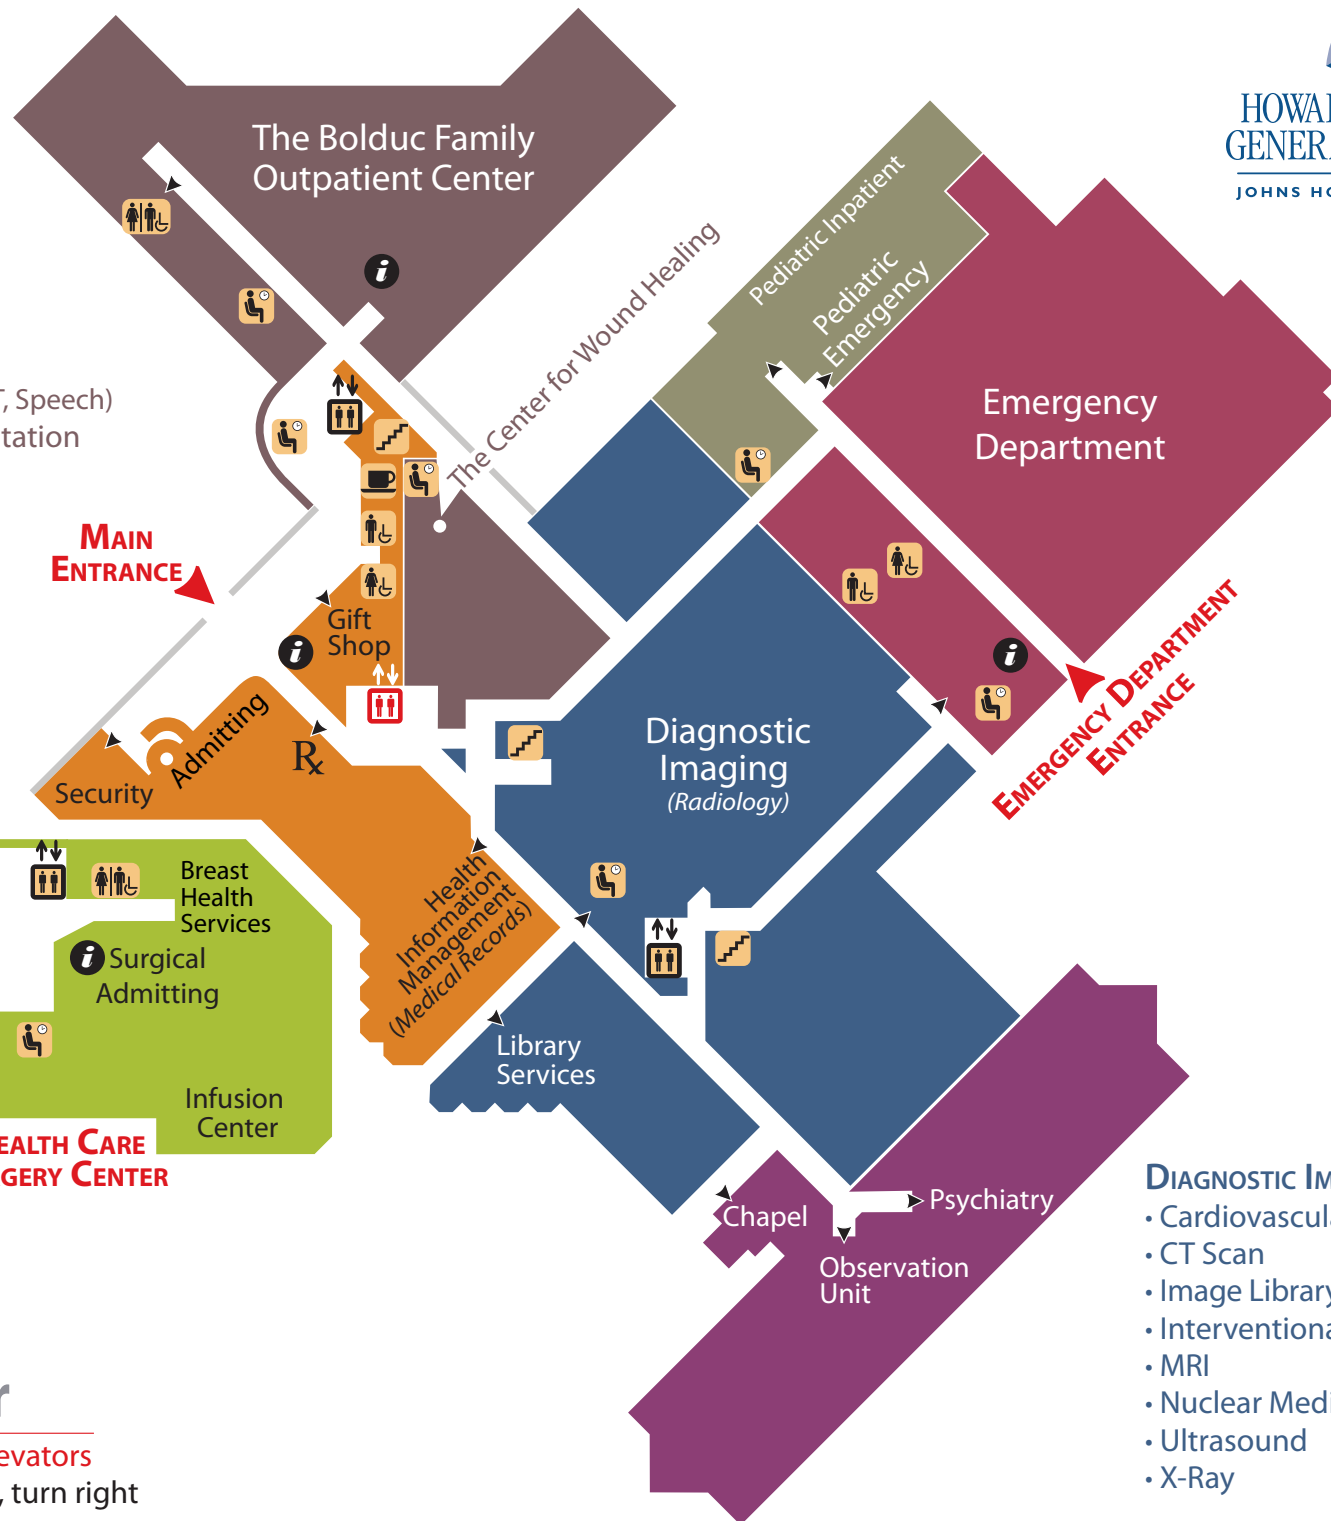 The Bolduc Family
Outpatient Center
HOWA
GENER
JOHNS HO
Pediatric Inpatient
Pediatric
Emergency
The Center for Wound Healing
Emergency
Department
, Speech)
tation
MAIN
ENTRANCE
Gift
Shop
Rx
Admitting
Security
Diagnostic
Imaging
(Radiology)
EMERGENCY DEPARTMENT
ENTRANCE
Breast
Health
Services
Surgical
Admitting
Infusion
Center
Health
Information
Management
(Medical Records)
Library
Services
EALTH CARE
GERY CENTER
Chapel
Psychiatry
Observation
Unit
DIAGNOSTIC IM
• Cardiovascul
• CT Scan
• Image Library
• Intervention
• MRI
• Nuclear Medi
• Ultrasound
• X-Ray
r
evators
, turn right